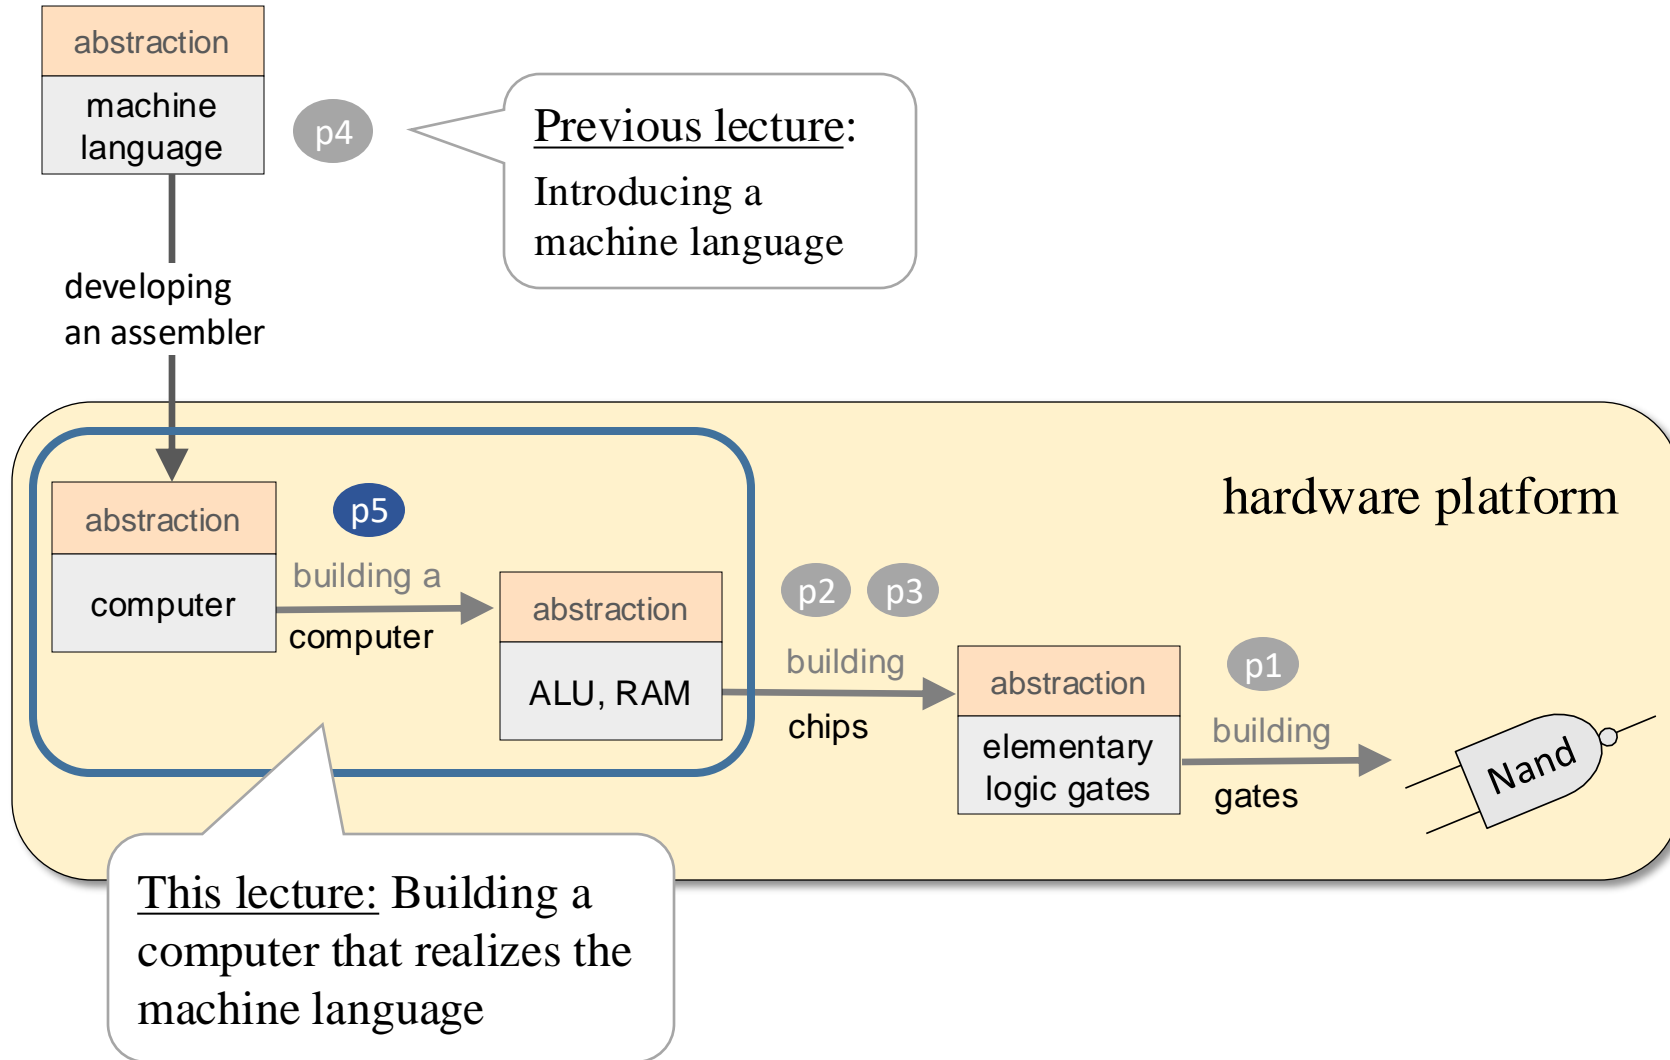 abstraction
machine
language
p4
Previous lecture:
Introducing a
machine language
developing
an assembler
hardware platform
abstraction
computer
p5
building a
computer
abstraction
ALU, RAM
p2
p3
building
chips
abstraction
elementary
logic gates
p1
building
gates
Nand
This lecture: Building a
computer that realizes the
machine language